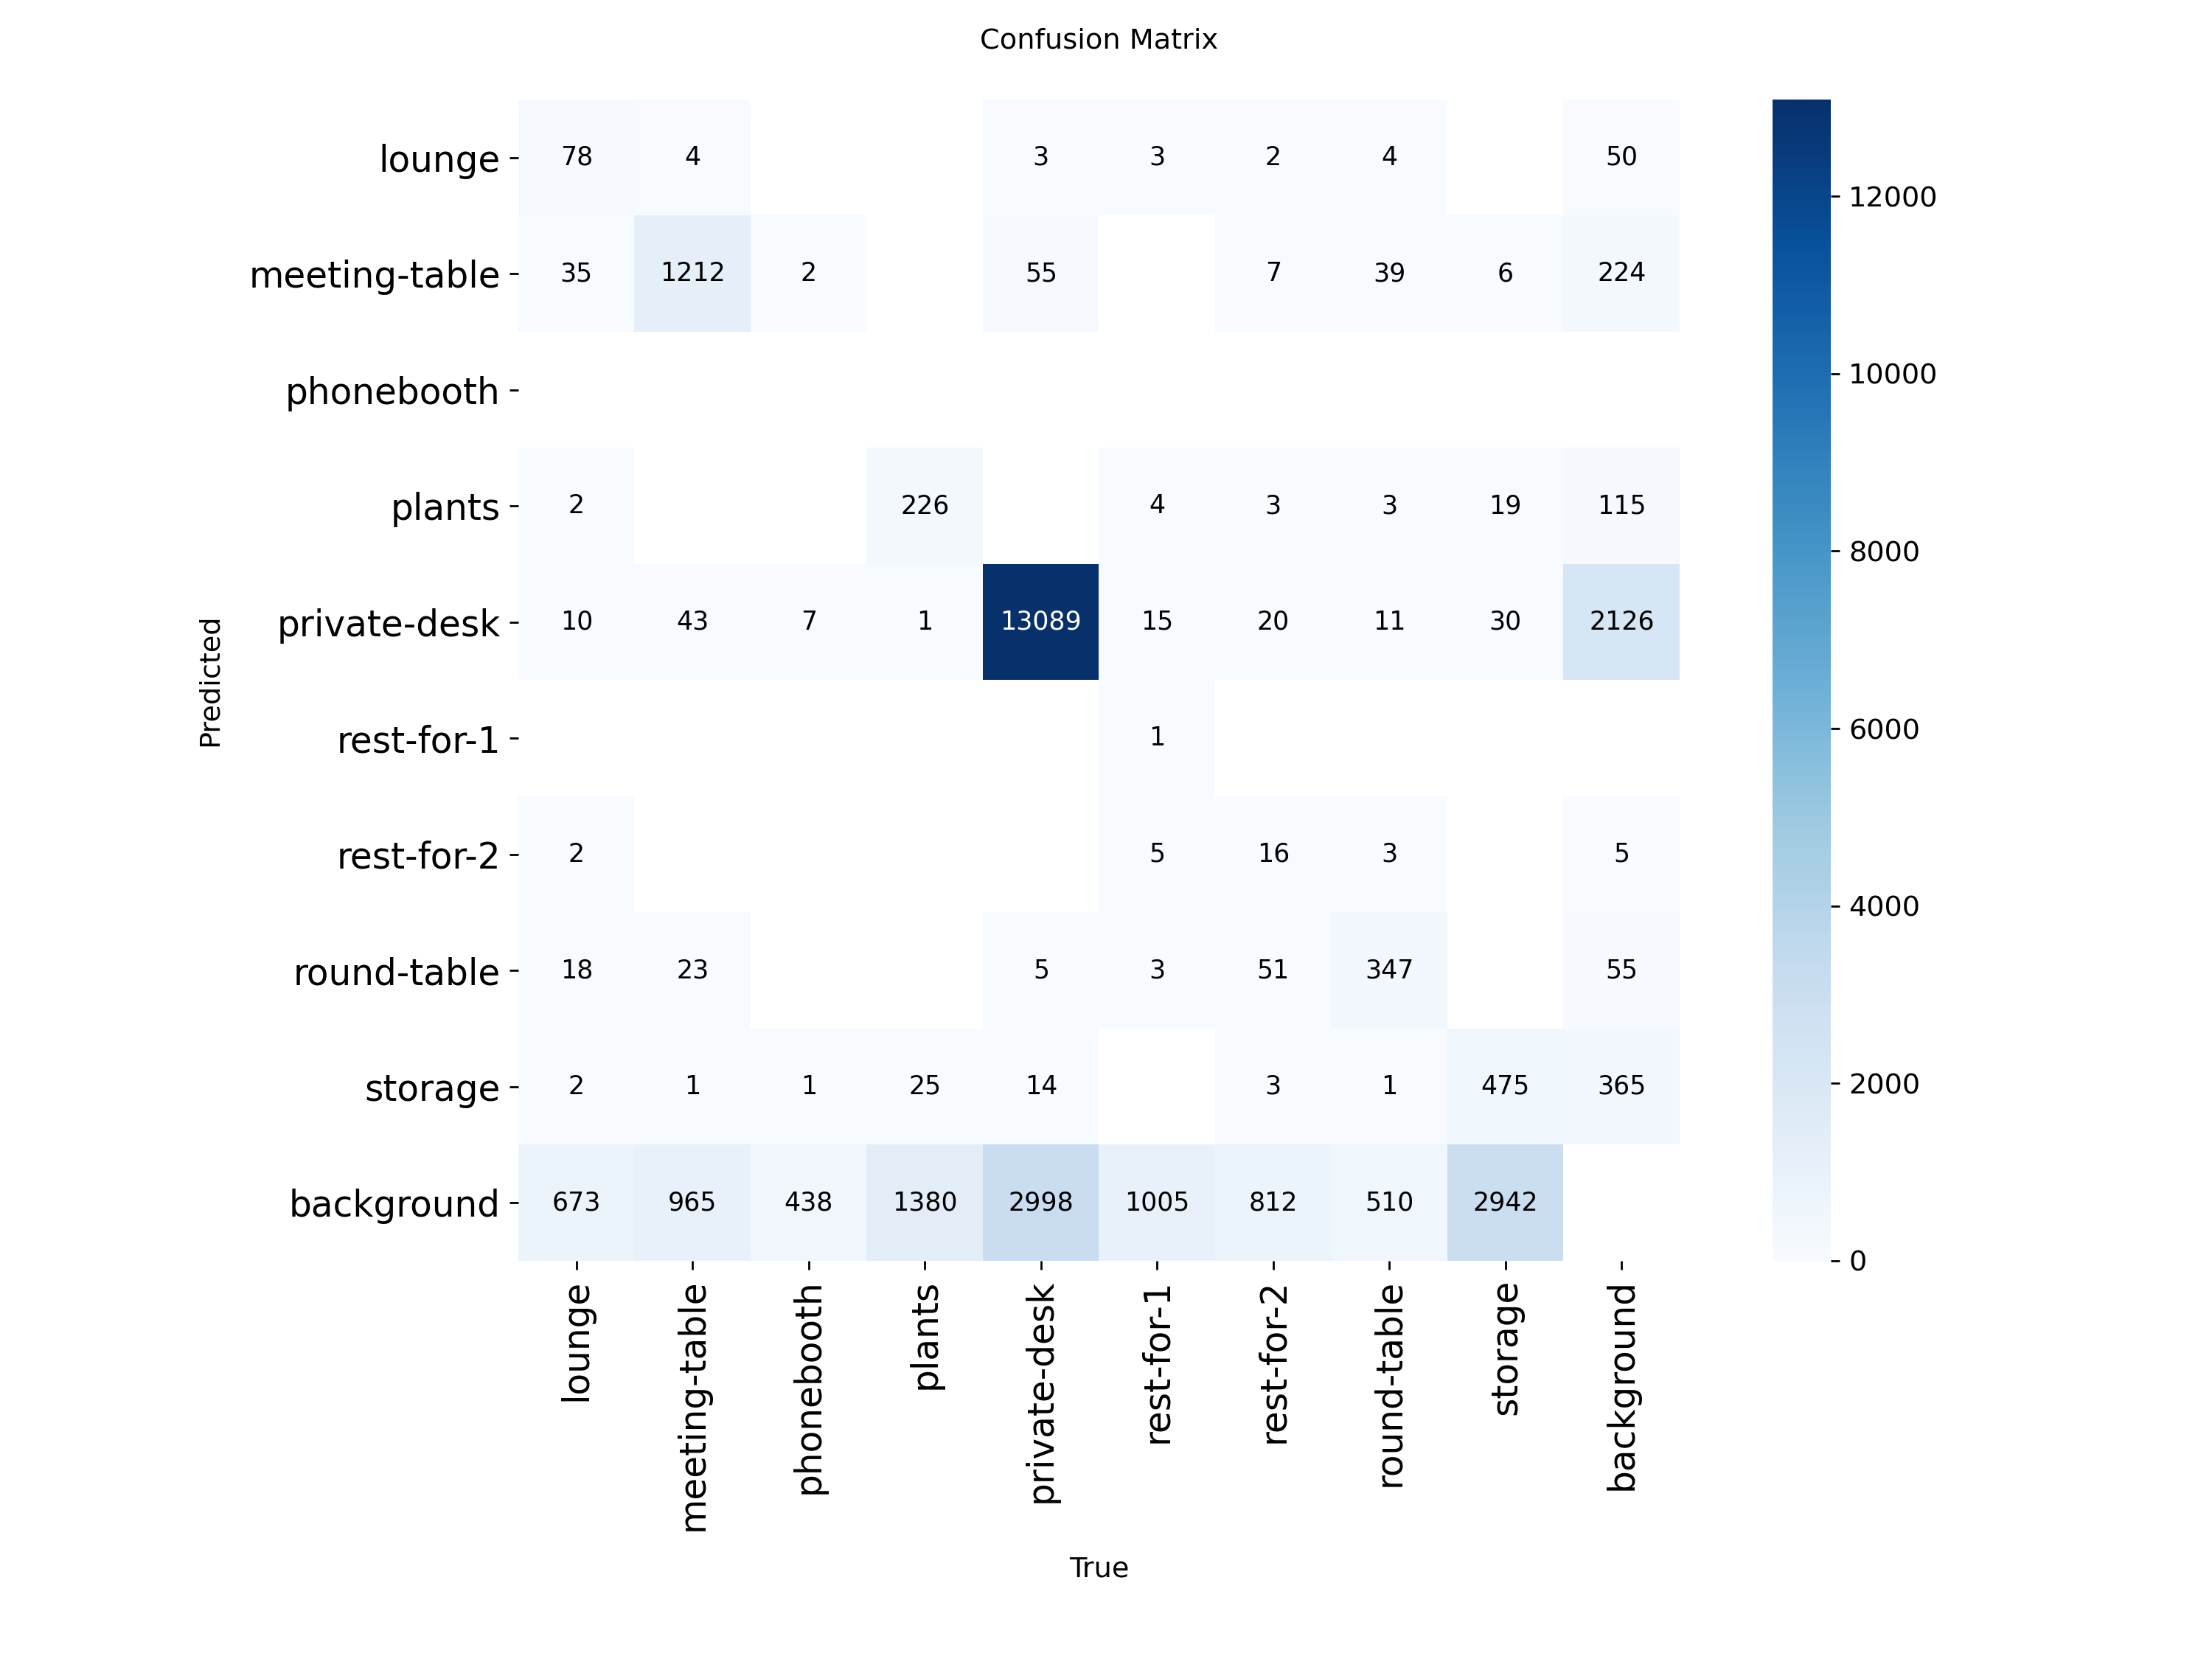 Confusion Matrix
lounge 78 4 3 3 2 4 50
meeting-table 35 1212 2 55 7 39 6 224
phonebooth
plants 2 226 4 3 3 19 115
private-desk 10 43 7 1 13089 15 20 11 30 2126
rest-for-1 1
rest-for-2 2 5 16 3 5
round-table 18 23 5 3 51 347 55
storage 2 1 1 25 14 3 1 475 365
background 673 965 438 1380 2998 1005 812 510 2942
Predicted
lounge
meeting-table
phonebooth
plants
private-desk
rest-for-1
rest-for-2
round-table
storage
background
True
12000
10000
8000
6000
4000
2000
0